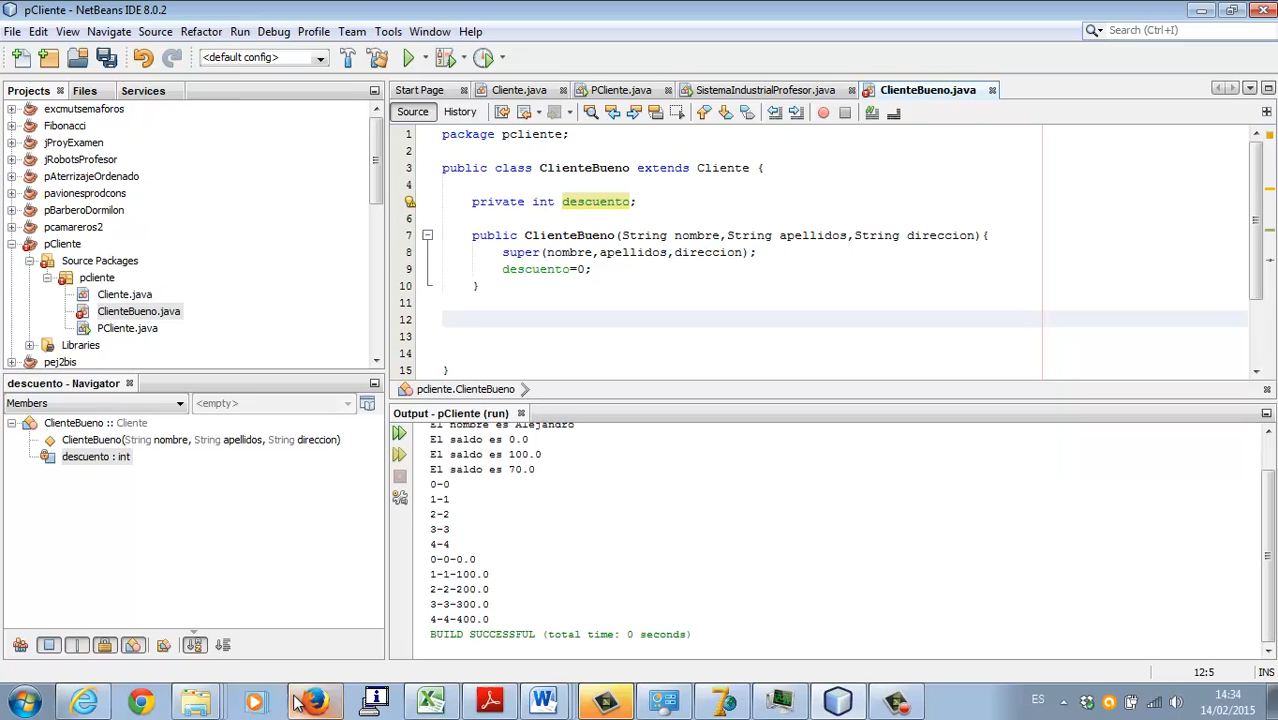 pCliente - NetBeans IDE 8.0.2
File Edit View Navigate Source Refactor Run Debug Profile Team Tools Window Help
Search (Ctrl+I)
<default config>
Projects Files Services
excmutsemaforos
Fibonacci
jProyExamen
jRobotsProfesor
pAterrizajeOrdenado
pavionesprodcons
pBarberoDormilon
pcamareros2
pCliente
Source Packages
pcliente
Cliente.java
ClienteBueno.java
PCliente.java
Libraries
pej2bis
descuento - Navigator
Members
<empty>
ClienteBueno :: Cliente
ClienteBueno(String nombre, String apellidos, String direccion)
descuento : int
Start Page Cliente.java PCliente.java SistemaIndustrialProfesor.java ClienteBueno.java
Source History
1 package pcliente;
2
3 public class ClienteBueno extends Cliente {
4
private int descuento;
6
7 public ClienteBueno(String nombre,String apellidos,String direccion){
8 super(nombre,apellidos,direccion);
9 descuento=0;
10 }
11
12
13
14
15 }
pcliente.ClienteBueno
Output - pCliente (run)
El nombre es Alejandro
El saldo es 0.0
El saldo es 100.0
El saldo es 70.0
0-0
1-1
2-2
3-3
4-4
0-0-0.0
1-1-100.0
2-2-200.0
3-3-300.0
4-4-400.0
BUILD SUCCESSFUL (total time: 0 seconds)
12:5 INS
ES
14:34
14/02/2015